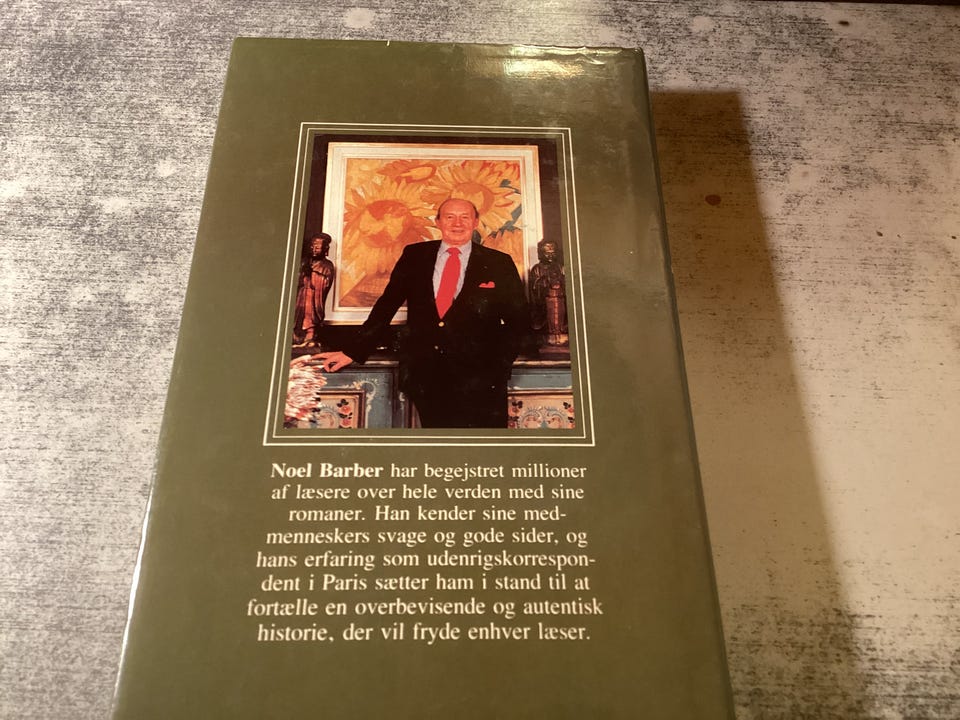 Noel Barber har begejstret millioner
af læsere over hele verden med sine
romaner. Han kender sine med-
menneskers svage og gode sider, og
hans erfaring som udenrigskorrespon-
dent i Paris sætter ham i stand til at
fortælle en overbevisende og autentisk
historie, der vil fryde enhver læser.